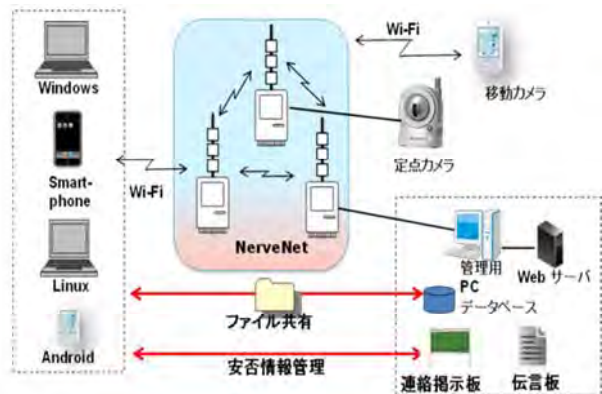 Windows
Smart-
phone
Linux
Android
Wi-Fi
NerveNet
Wi-Fi
移動カメラ
定点カメラ
管理用
PC
Web サーバ
データベース
ファイル共有
安否情報管理
連絡掲示板
伝言板